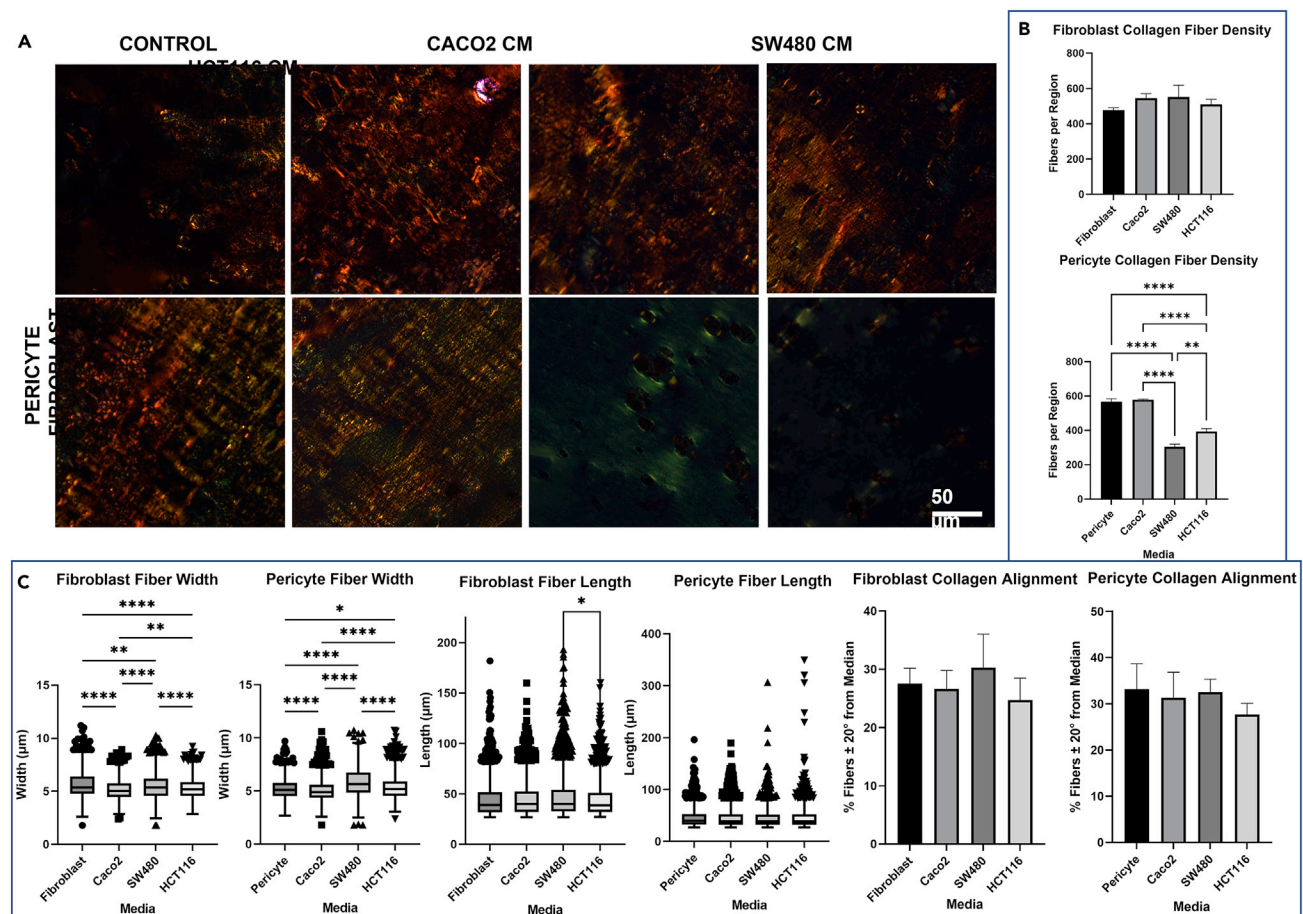 A
CONTROL
CACO2 CM
SW480 CM
HCT116 CM
PERICYTE
FIBROBLAST
50
µm
B
Fibroblast Collagen Fiber Density
Fibers per Region
800
600
400
200
0
Fibroblast
Caco2
SW480
HCT116
Pericyte Collagen Fiber Density
****
****
**** **
****
Fibers per Region
800
600
400
200
0
Pericyte
Caco2
SW480
HCT116
Media
C
Fibroblast Fiber Width
****
**
**
****
**** ****
Width (µm)
15
10
5
0
Fibroblast
Caco2
SW480
HCT116
Media
Pericyte Fiber Width
*
****
****
****
**** ****
Width (µm)
15
10
5
0
Pericyte
Caco2
SW480
HCT116
Media
Fibroblast Fiber Length
*
Length (µm)
200
150
100
50
0
Fibroblast
Caco2
SW480
HCT116
Media
Pericyte Fiber Length
Length (µm)
400
300
200
100
0
Pericyte
Caco2
SW480
HCT116
Media
Fibroblast Collagen Alignment
% Fibers ± 20° from Median
40
30
20
10
0
Fibroblast
Caco2
SW480
HCT116
Media
Pericyte Collagen Alignment
% Fibers ± 20° from Median
50
40
30
20
10
0
Pericyte
Caco2
SW480
HCT116
Media